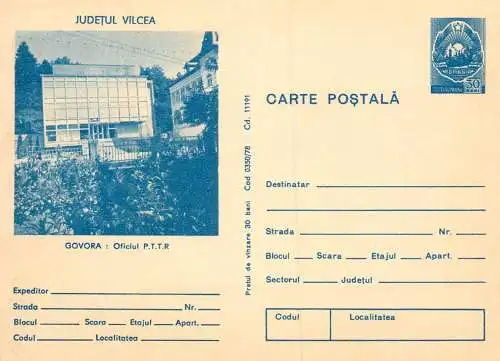 JUDEȚUL VILCEA
GOVORA : Oficiul P.T.T.R
Expeditor
Strada Nr.
Blocul Scara Etajul Apart.
Codul Localitatea
Prețul de vînzare 30 bani Cod 0350/78 Cd. 11191
CARTE POȘTALĂ
Destinatar
Strada Nr.
Blocul Scara Etajul Apart.
Sectorul Județul
Codul Localitatea